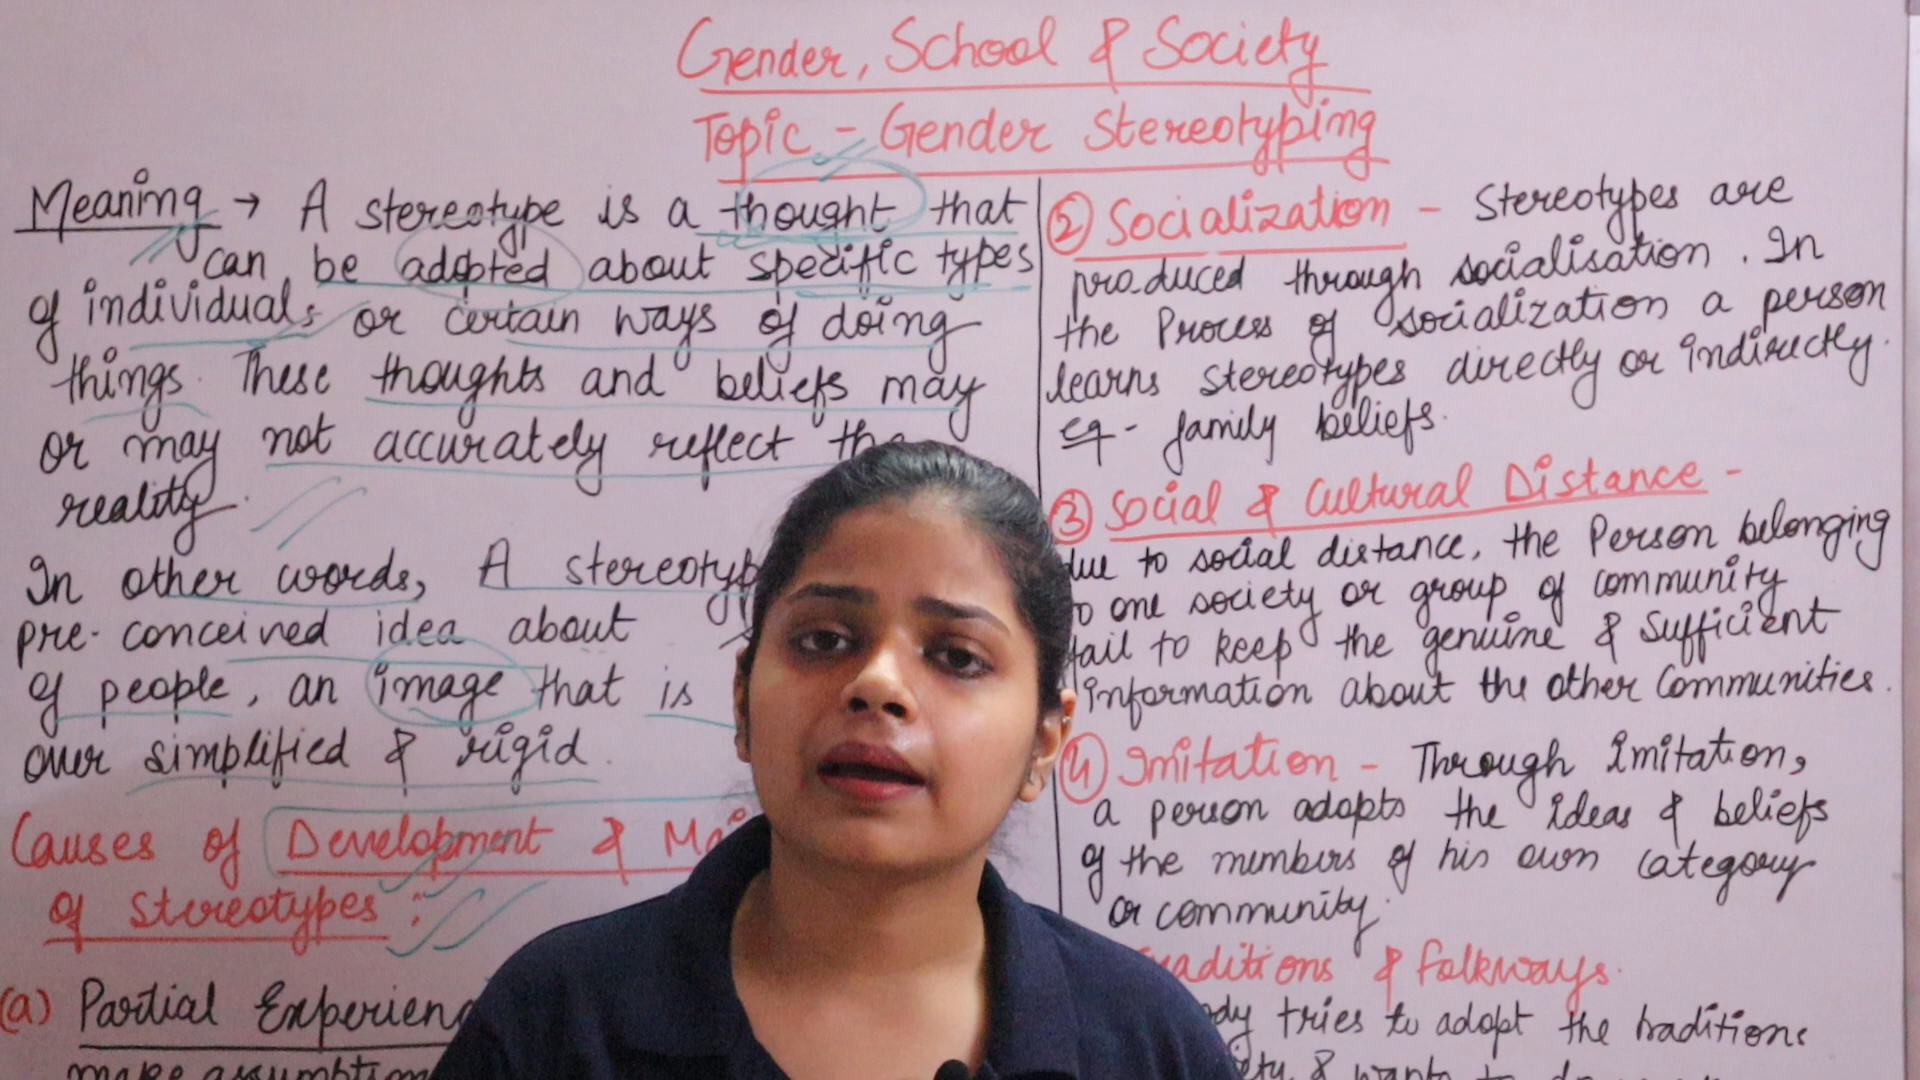 Gender, School & Society
Topic - Gender Stereotyping
Meaning → A stereotype is a thought that
can be adopted about specific types
of individuals or certain ways of doing
things. These thoughts and beliefs may
or may not accurately reflect the
reality.
In other words, A stereotyp
pre-conceived idea about
of people, an image that is
over simplified & rigid.
Causes of Development &
of stereotypes :
(a) Partial Experien
make assumption
② Socialization - Stereotypes are
produced through socialisation. In
the Process of socialization a person
learns stereotypes directly or indirectly.
eg - family beliefs.
③ Social & Cultural Distance -
due to social distance, the Person belonging
to one society or group of community
fail to keep the genuine & Sufficient
information about the other Communities.
④ Imitation - Through imitation,
a person adopts the ideas & beliefs
of the members of his own category
or community.
raditions & folkways.
ody tries to adopt the traditions
ety & wants to